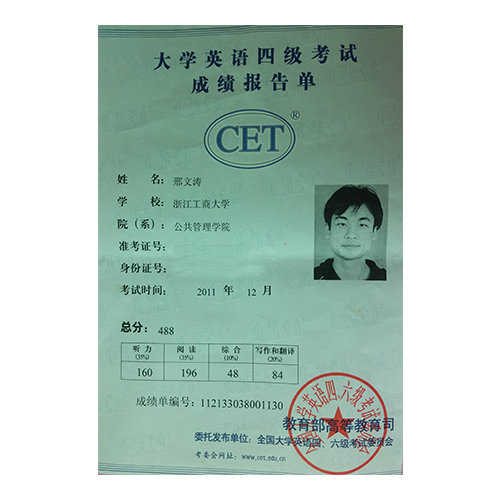 大学英语四级考试
成绩报告单
CET®
姓 名：邢文涛
学 校：浙江工商大学
院（系）：公共管理学院
准考证号：
身份证号：
考试时间： 2011 年 12 月
总分： 488
听力 阅读 综合 写作和翻译
(35%) (35%) (10%) (20%)
160 196 48 84
成绩单编号：112133038001130
教育部高等教育司
委托发布单位：全国大学英语四、六级考试委员会
考委会网址：www.cet.edu.cn
全国大学英语四、六级考试委员会